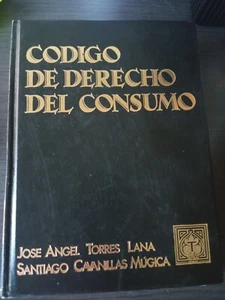 CODIGO
DE DERECHO
DEL CONSUMO
JOSE ANGEL TORRES LANA
SANTIAGO CAVANILLAS MÚGICA